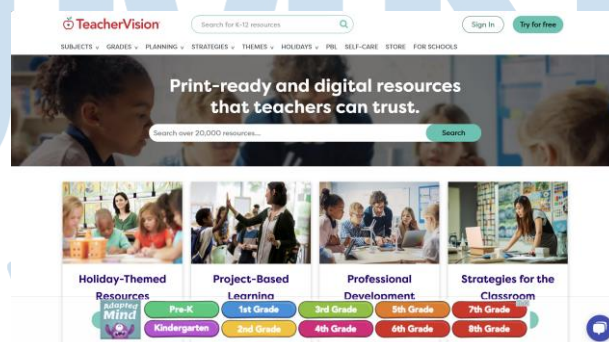 TeacherVision
Search for K-12 resources
Sign In
Try for free
SUBJECTS GRADES PLANNING STRATEGIES THEMES HOLIDAYS PBL SELF-CARE STORE FOR SCHOOLS
Print-ready and digital resources
that teachers can trust.
Search over 20,000 resources...
Search
Holiday-Themed
Resources
Project-Based
Learning
Professional
Development
Strategies for the
Classroom
Adapted
Mind
Pre-K
1st Grade
3rd Grade
5th Grade
7th Grade
Kindergarten
2nd Grade
4th Grade
6th Grade
8th Grade